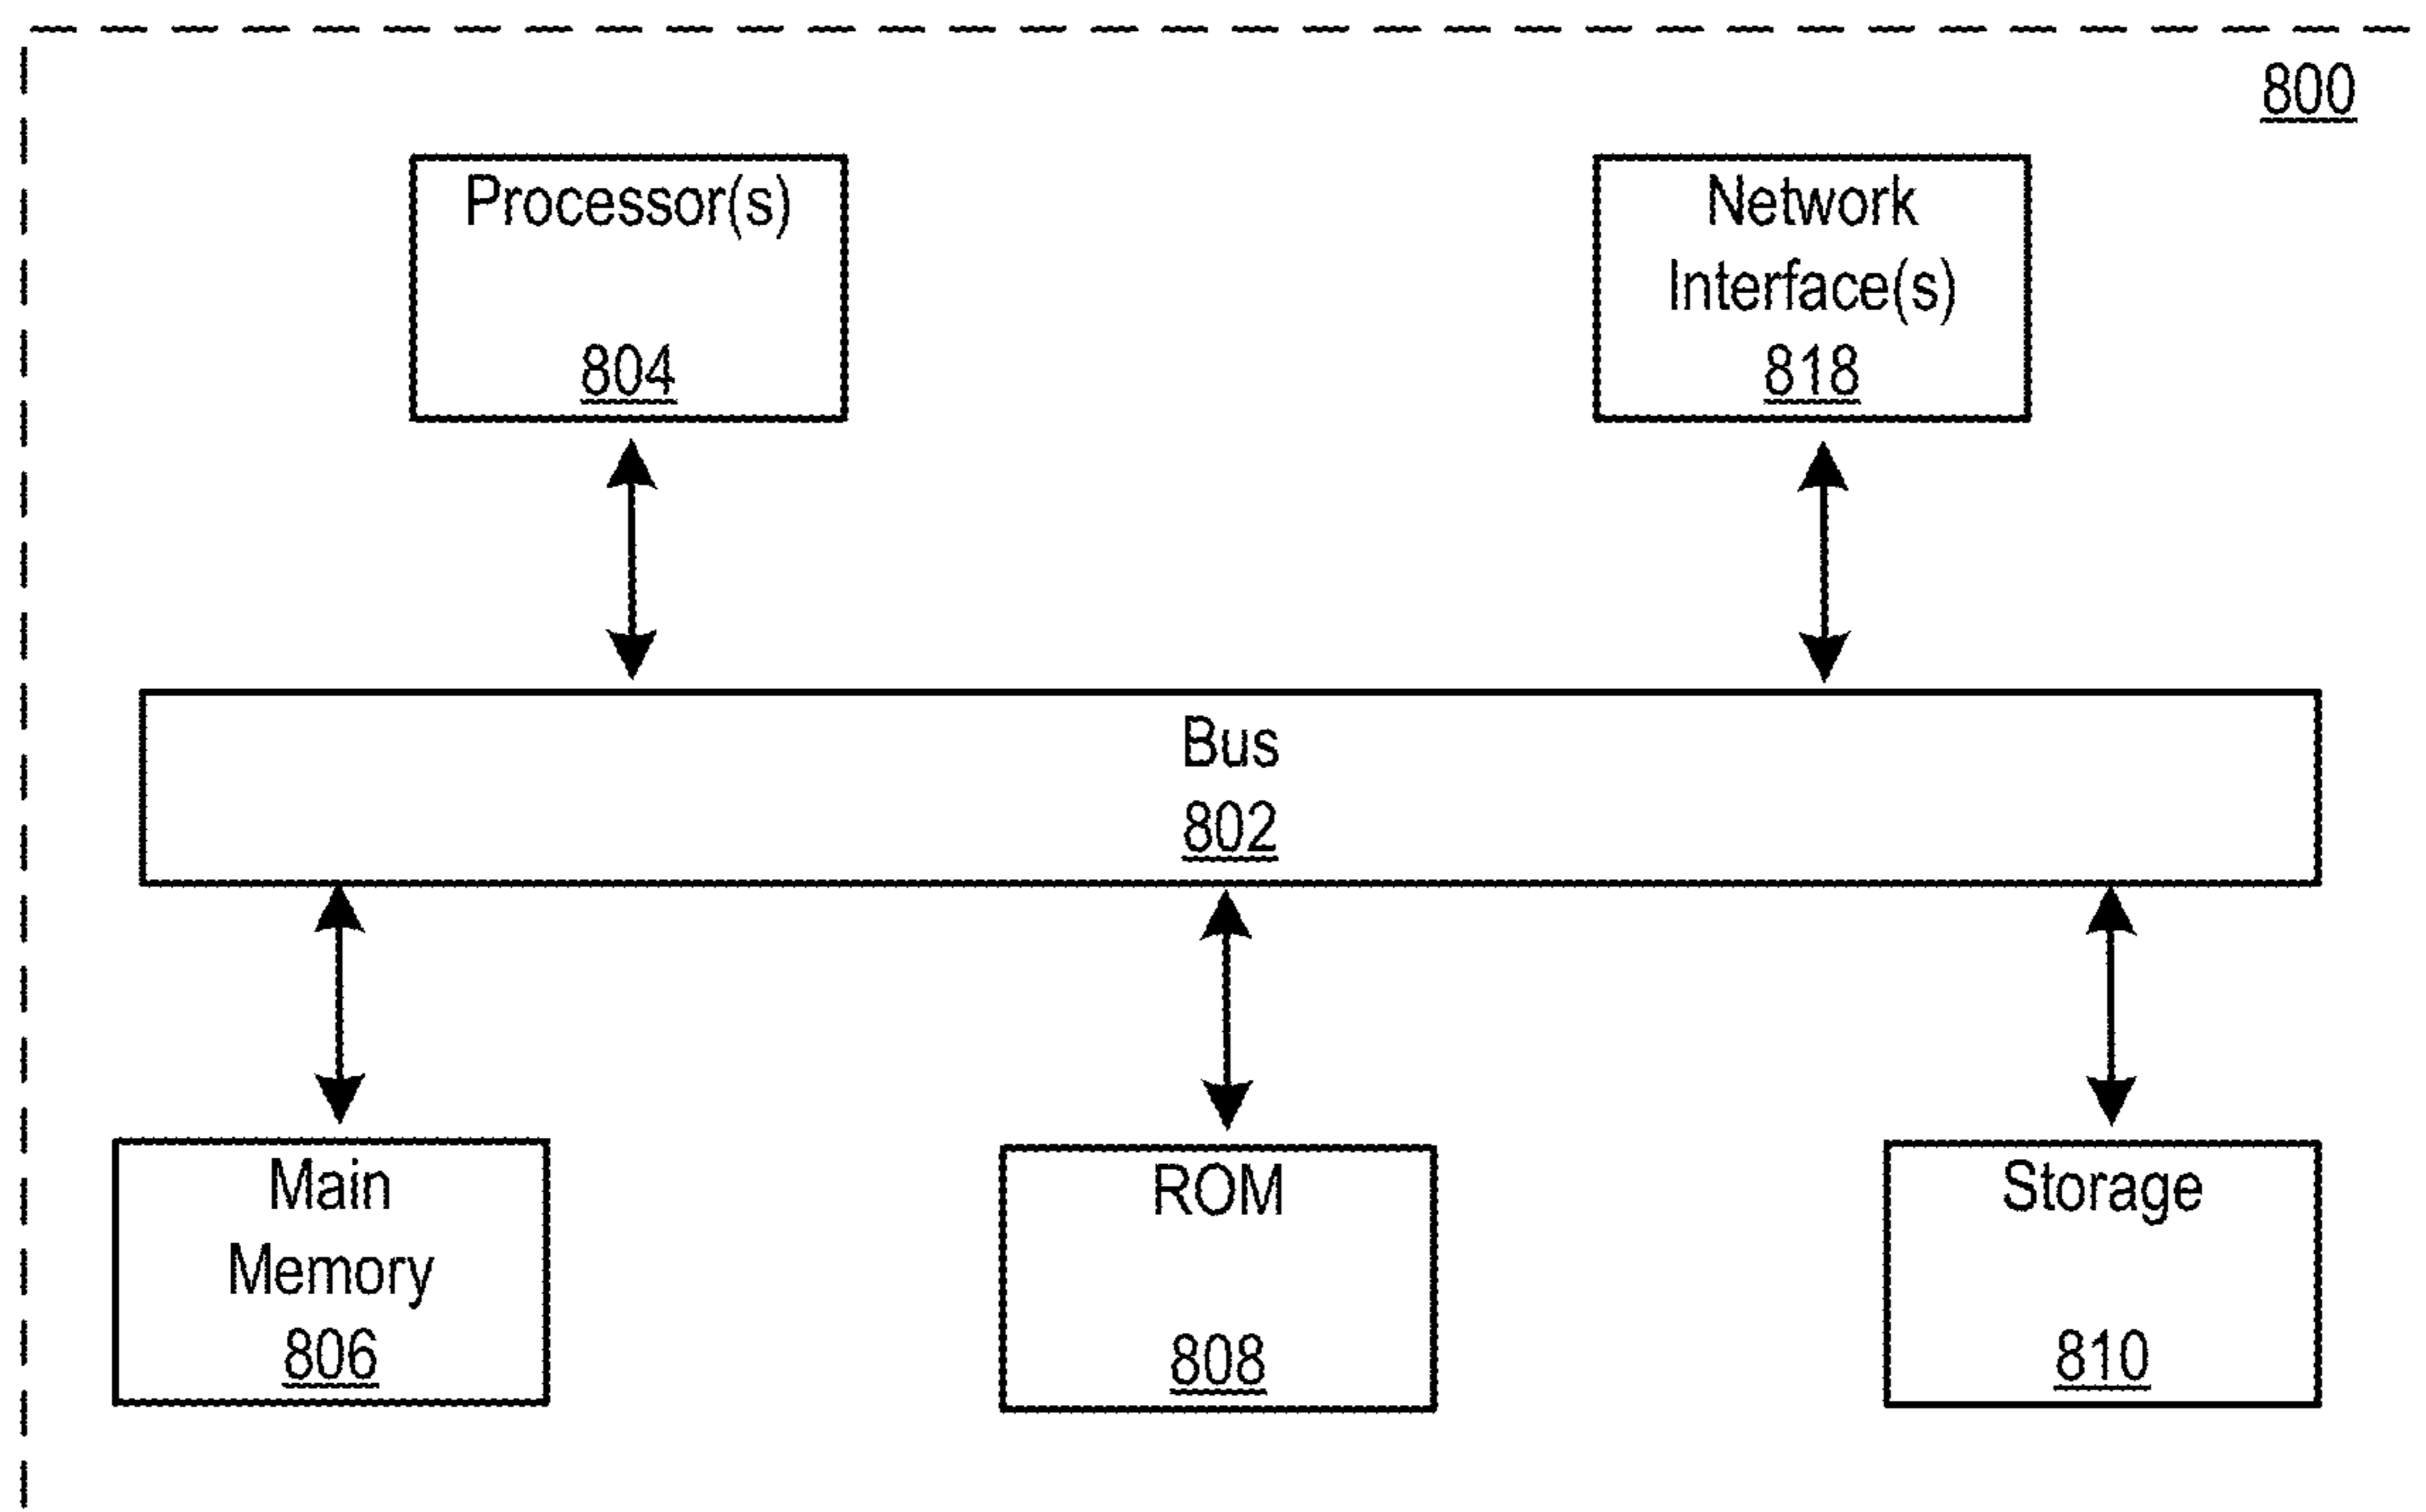 800
Processor(s)
804
Network
Interface(s)
818
Bus
802
Main
Memory
806
ROM
808
Storage
810